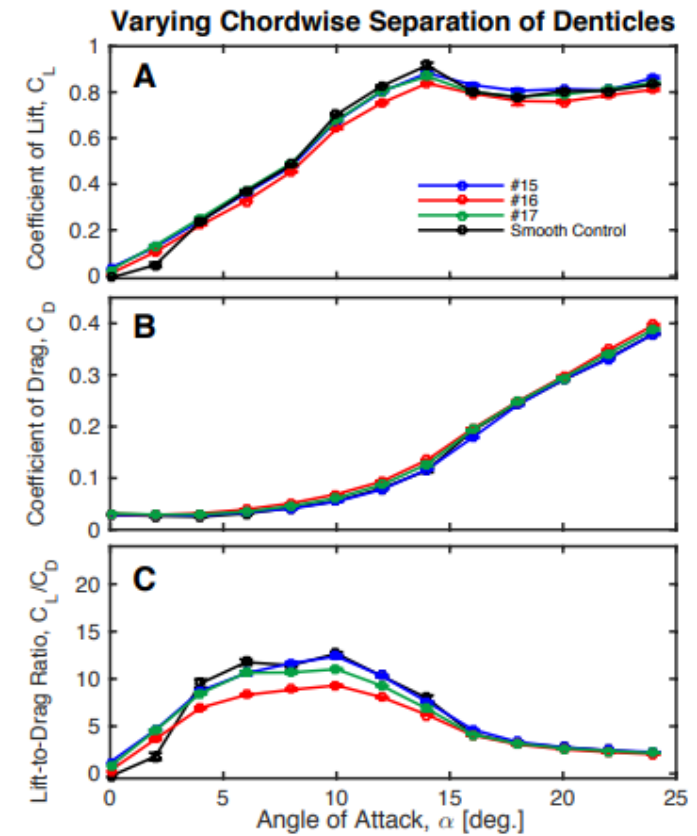 Varying Chordwise Separation of Denticles
A
Coefficient of Lift, C_L
1
0.8
0.6
0.4
0.2
0
#15
#16
#17
Smooth Control
B
Coefficient of Drag, C_D
0.4
0.3
0.2
0.1
0
C
Lift-to-Drag Ratio, C_L/C_D
20
15
10
5
0
0 5 10 15 20 25
Angle of Attack, α [deg.]